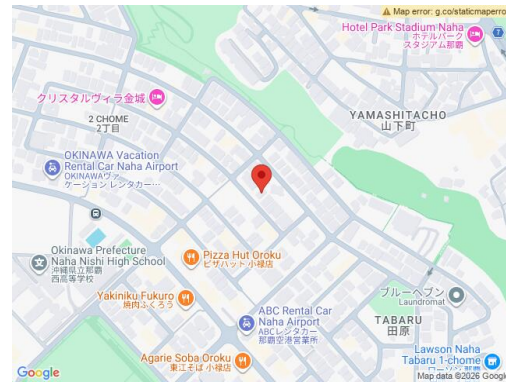 Map error: g.co/staticmaperro
Hotel Park Stadium Naha
ホテルパーク
スタジアム那覇
クリスタルヴィラ金城
2 CHOME
2丁目
YAMASHITACHO
山下町
OKINAWA Vacation
Rental Car Naha Airport
OKINAWAヴァ
ケーション レンタカー…
Okinawa Prefecture
Naha Nishi High School
沖縄県立那覇
西高等学校
Pizza Hut Oroku
ピザハット 小禄店
Yakiniku Fukuro
焼肉ふくろう
ブルーヘブン
Laundromat
ABC Rental Car
Naha Airport
ABCレンタカー
那覇空港営業所
TABARU
田原
Agarie Soba Oroku
東江そば 小禄店
Lawson Naha
Tabaru 1-chome
Google
Map data ©2026 Google